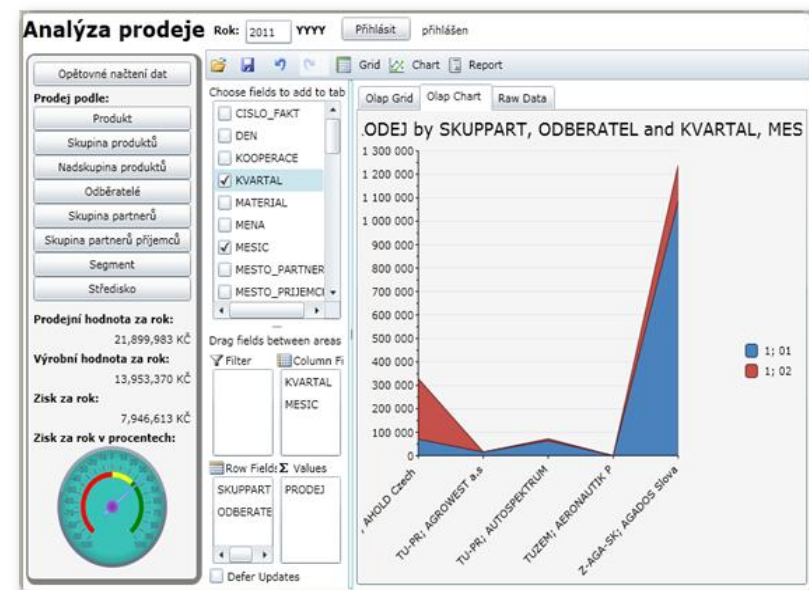 Analýza prodeje
Rok: 2011 YYYY Přihlásit přihlášen
Opětovné načtení dat
Prodej podle:
Produkt
Skupina produktů
Nadskupina produktů
Odběratelé
Skupina partnerů
Skupina partnerů příjemců
Segment
Středisko
Prodejní hodnota za rok:
21,899,983 KČ
Výrobní hodnota za rok:
13,953,370 KČ
Zisk za rok:
7,946,613 KČ
Zisk za rok v procentech:
Grid Chart Report
Choose fields to add to tab
CISLO_FAKT
DEN
KOOPERACE
KVARTAL
MATERIAL
MENA
MESIC
MESTO_PARTNER
MESTO_PRIJEMCI
Drag fields between areas
Filter Column Fi
KVARTAL
MESIC
Row Fields Σ Values
SKUPPART PRODEJ
ODBERATE
Defer Updates
Olap Grid Olap Chart Raw Data
.ODEJ by SKUPPART, ODBERATEL and KVARTAL, MES
1 300 000
1 200 000
1 100 000
1 000 000
900 000
800 000
700 000
600 000
500 000
400 000
300 000
200 000
100 000
0
, AHOLD Czech
TU-PR; AGROWEST a.s
TU-PR; AUTOSPEKTRUM
TUZEM; AERONAUTIK P
Z-AGA-SK; AGADOS Slova
1; 01
1; 02